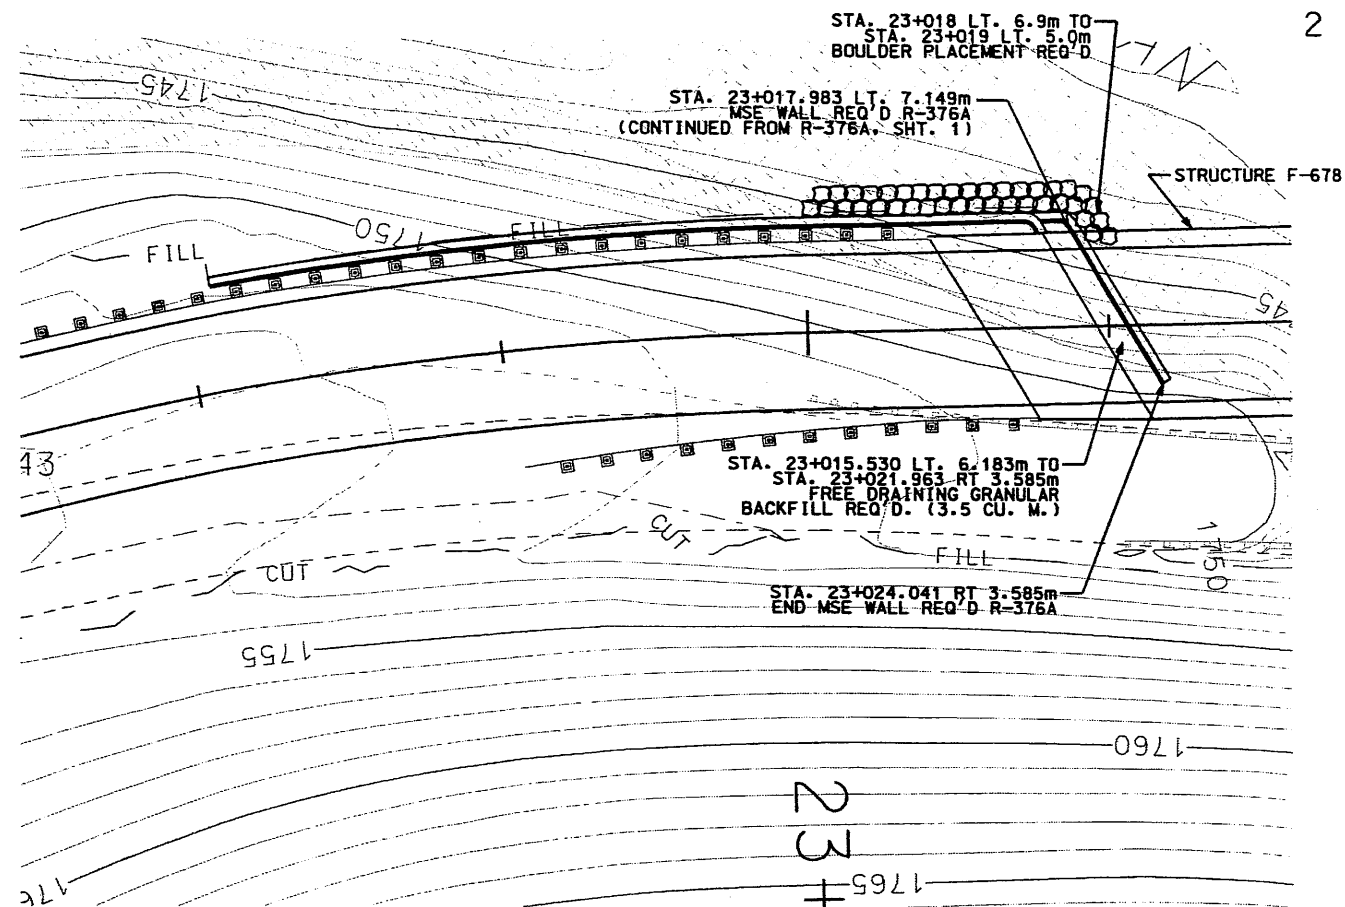 2
STA. 23+018 LT. 6.9m TO
STA. 23+019 LT. 5.0m
BOULDER PLACEMENT REQ'D
STA. 23+017.983 LT. 7.149m
MSE WALL REQ'D R-376A
(CONTINUED FROM R-376A. SHT. 1)
1745
STRUCTURE F-678
1750
FILL
FILL
45
43
STA. 23+015.530 LT. 6.183m TO
STA. 23+021.963 RT 3.585m
FREE DRAINING GRANULAR
BACKFILL REQ'D. (3.5 CU. M.)
CUT
FILL
1750
CUT
STA. 23+024.041 RT 3.585m
END MSE WALL REQ'D R-376A
1755
1760
23+
1765
176